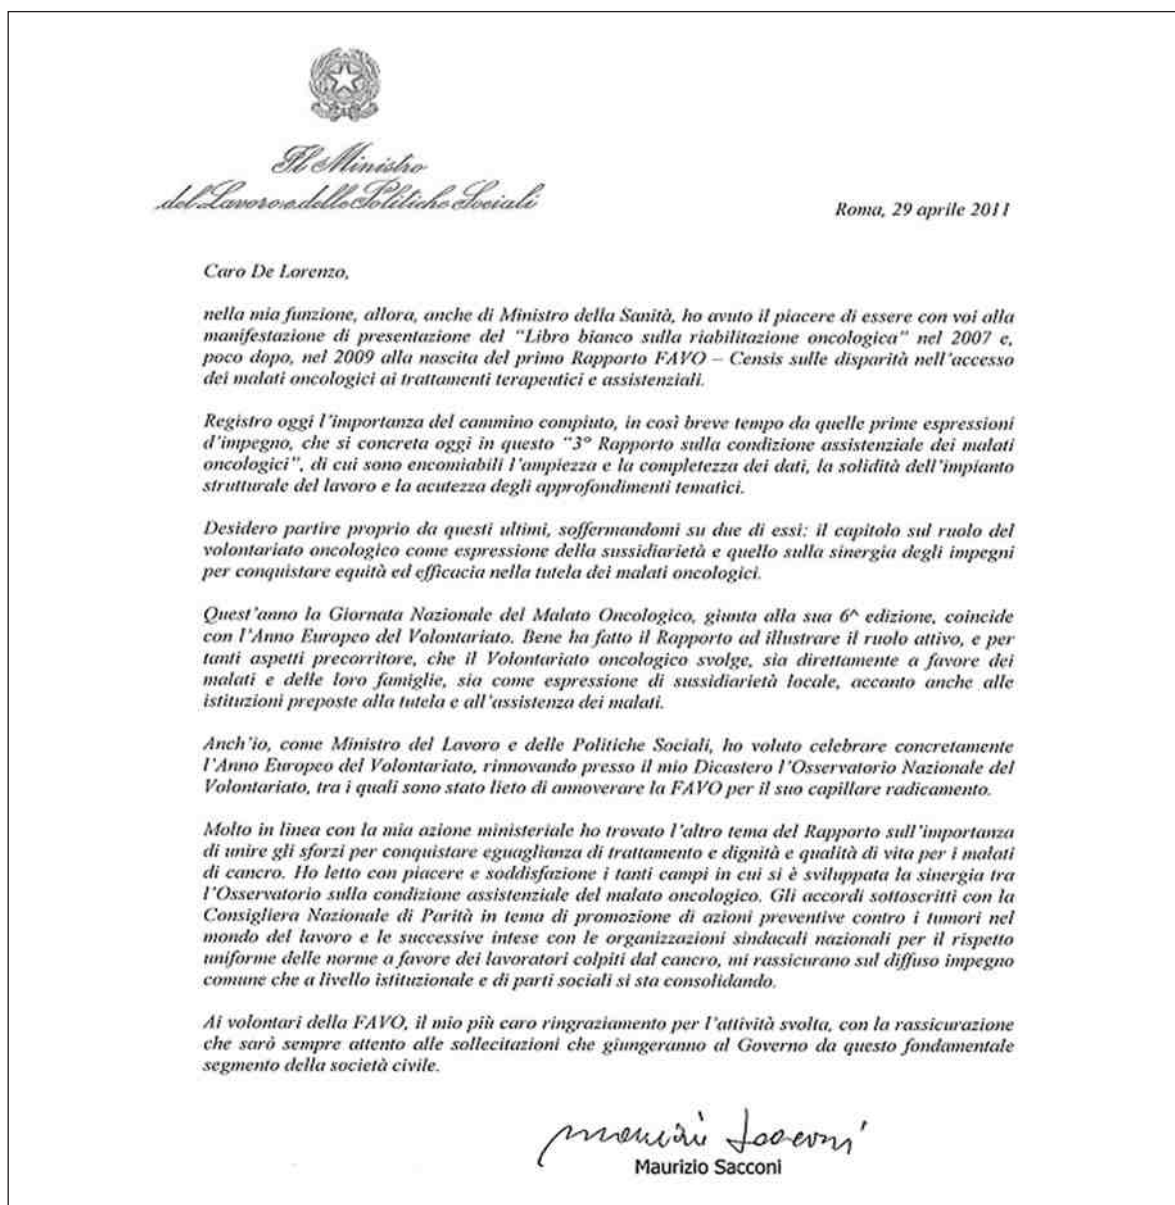 Il Ministro
del Lavoro e delle Politiche Sociali
Roma, 29 aprile 2011
Caro De Lorenzo,
nella mia funzione, allora, anche di Ministro della Sanità, ho avuto il piacere di essere con voi alla
manifestazione di presentazione del "Libro bianco sulla riabilitazione oncologica" nel 2007 e,
poco dopo, nel 2009 alla nascita del primo Rapporto FAVO – Censis sulle disparità nell'accesso
dei malati oncologici ai trattamenti terapeutici e assistenziali.
Registro oggi l'importanza del cammino compiuto, in così breve tempo da quelle prime espressioni
d'impegno, che si concreta oggi in questo "3° Rapporto sulla condizione assistenziale dei malati
oncologici", di cui sono encomiabili l'ampiezza e la completezza dei dati, la solidità dell'impianto
strutturale del lavoro e la acutezza degli approfondimenti tematici.
Desidero partire proprio da questi ultimi, soffermandomi su due di essi: il capitolo sul ruolo del
volontariato oncologico come espressione della sussidiarietà e quello sulla sinergia degli impegni
per conquistare equità ed efficacia nella tutela dei malati oncologici.
Quest'anno la Giornata Nazionale del Malato Oncologico, giunta alla sua 6^ edizione, coincide
con l'Anno Europeo del Volontariato. Bene ha fatto il Rapporto ad illustrare il ruolo attivo, e per
tanti aspetti precorritore, che il Volontariato oncologico svolge, sia direttamente a favore dei
malati e delle loro famiglie, sia come espressione di sussidiarietà locale, accanto anche alle
istituzioni preposte alla tutela e all'assistenza dei malati.
Anch'io, come Ministro del Lavoro e delle Politiche Sociali, ho voluto celebrare concretamente
l'Anno Europeo del Volontariato, rinnovando presso il mio Dicastero l'Osservatorio Nazionale del
Volontariato, tra i quali sono stato lieto di annoverare la FAVO per il suo capillare radicamento.
Molto in linea con la mia azione ministeriale ho trovato l'altro tema del Rapporto sull'importanza
di unire gli sforzi per conquistare eguaglianza di trattamento e dignità e qualità di vita per i malati
di cancro. Ho letto con piacere e soddisfazione i tanti campi in cui si è sviluppata la sinergia tra
l'Osservatorio sulla condizione assistenziale del malato oncologico. Gli accordi sottoscritti con la
Consigliera Nazionale di Parità in tema di promozione di azioni preventive contro i tumori nel
mondo del lavoro e le successive intese con le organizzazioni sindacali nazionali per il rispetto
uniforme delle norme a favore dei lavoratori colpiti dal cancro, mi rassicurano sul diffuso impegno
comune che a livello istituzionale e di parti sociali si sta consolidando.
Ai volontari della FAVO, il mio più caro ringraziamento per l'attività svolta, con la rassicurazione
che sarò sempre attento alle sollecitazioni che giungeranno al Governo da questo fondamentale
segmento della società civile.
Maurizio Sacconi
Maurizio Sacconi